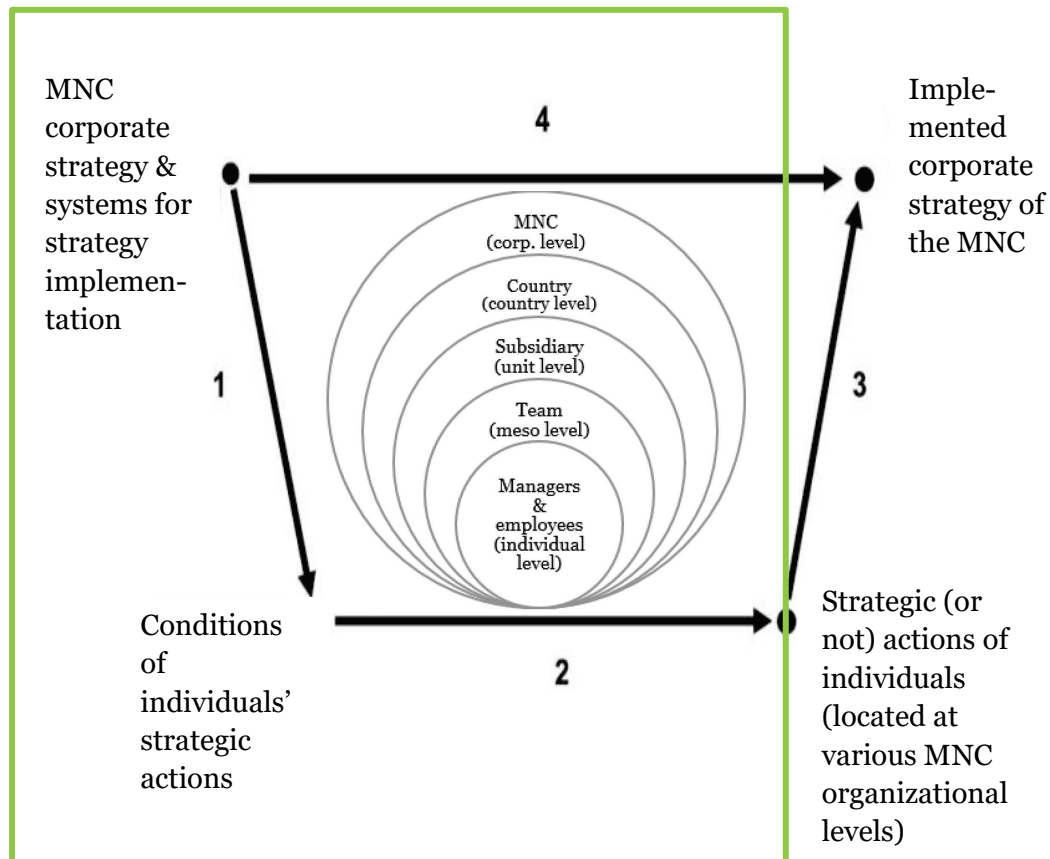 MNC
corporate
strategy &
systems for
strategy
implemen-
tation
4
Imple-
mented
corporate
strategy of
the MNC
MNC
(corp. level)
Country
(country level)
Subsidiary
(unit level)
Team
(meso level)
Managers
&
employees
(individual
level)
1
3
Conditions
of
individuals’
strategic
actions
2
Strategic (or
not) actions of
individuals
(located at
various MNC
organizational
levels)